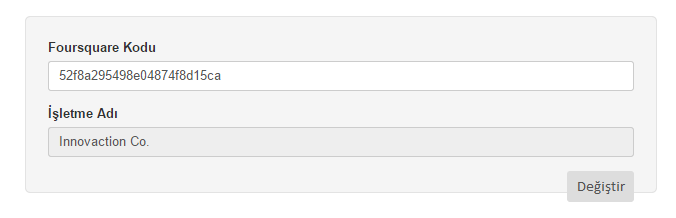 Foursquare Kodu
52f8a295498e04874f8d15ca
İşletme Adı
Innovaction Co.
Değiştir